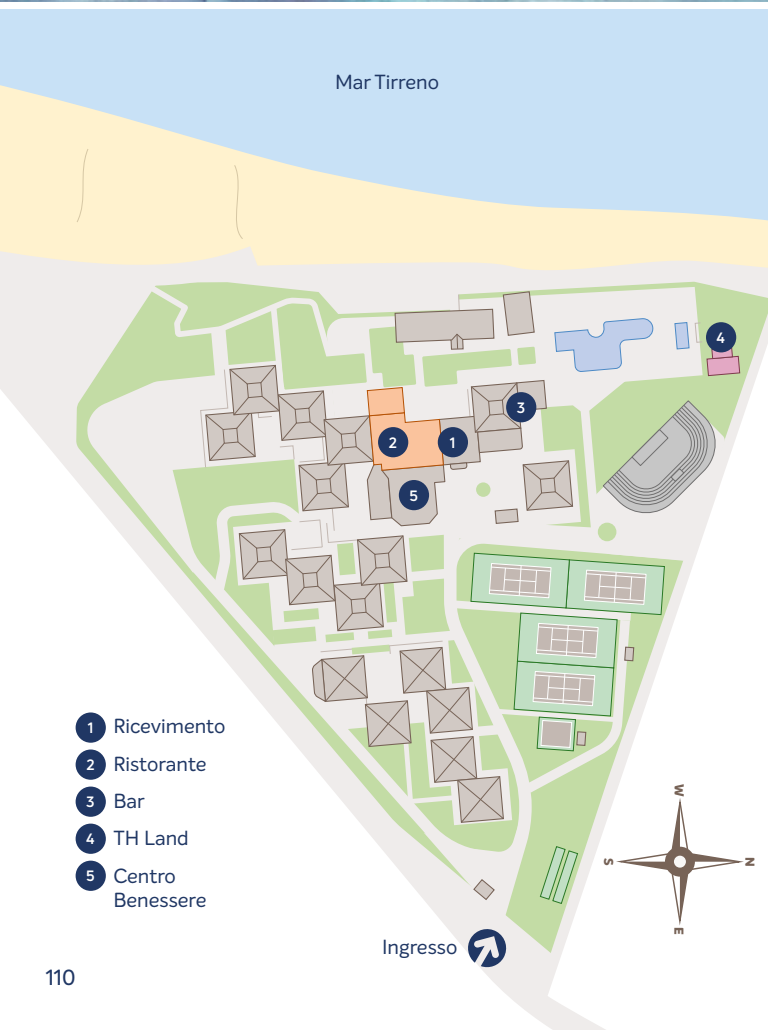 Mar Tirreno
4
3
2
1
5
1 Ricevimento
2 Ristorante
3 Bar
4 TH Land
5 Centro
Benessere
W
S
N
E
Ingresso
110